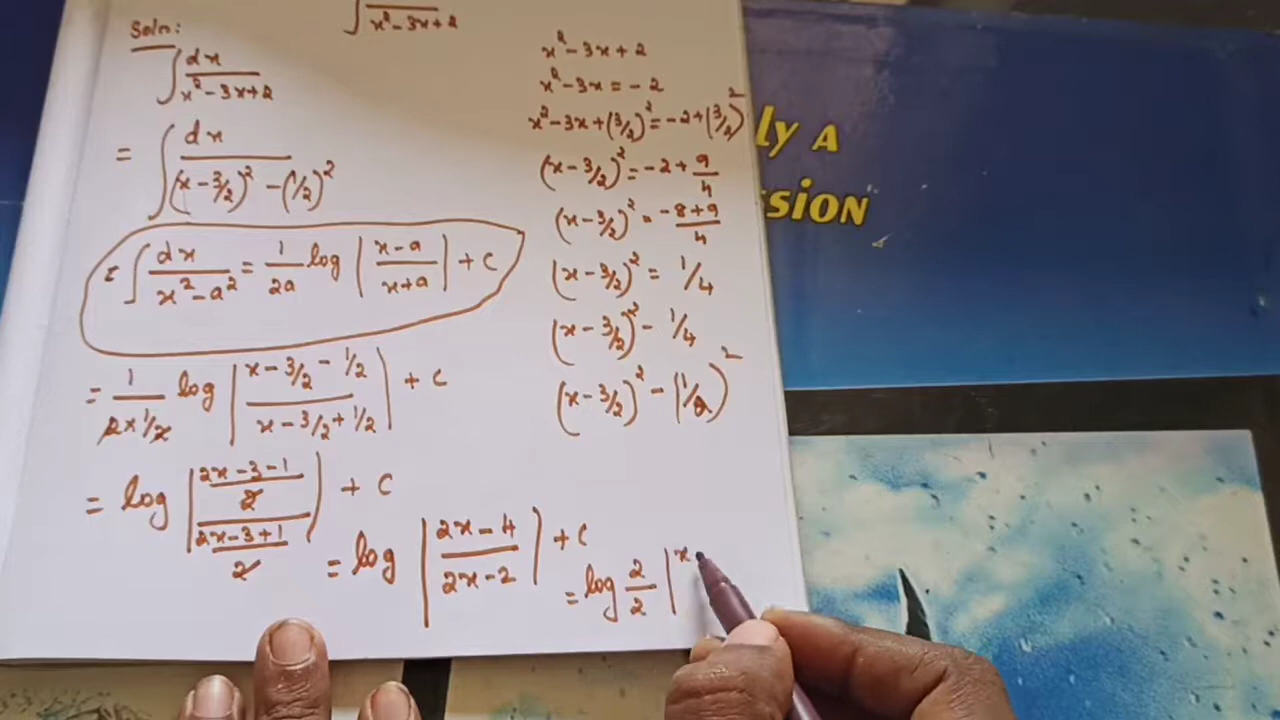 ∫ ‾‾ / x² - 3x + 2
Soln:
∫ dx / x² - 3x + 2
= ∫ dx / (x - 3/2)² - (1/2)²
∫ dx / x² - a² = 1/2a log | x - a / x + a | + c
= 1 / 2 × 1/2 log | x - 3/2 - 1/2 / x - 3/2 + 1/2 | + c
= log | 2x - 3 - 1 / 2 / 2x - 3 + 1 / 2 | + c
= log | 2x - 4 / 2x - 2 | + c
= log 2/2 | x
x² - 3x + 2
x² - 3x = - 2
x² - 3x + (3/2)² = - 2 + (3/2)²
(x - 3/2)² = - 2 + 9/4
(x - 3/2)² = - 8 + 9 / 4
(x - 3/2)² = 1/4
(x - 3/2)² - 1/4
(x - 3/2)² - (1/2)²
ly A
sion